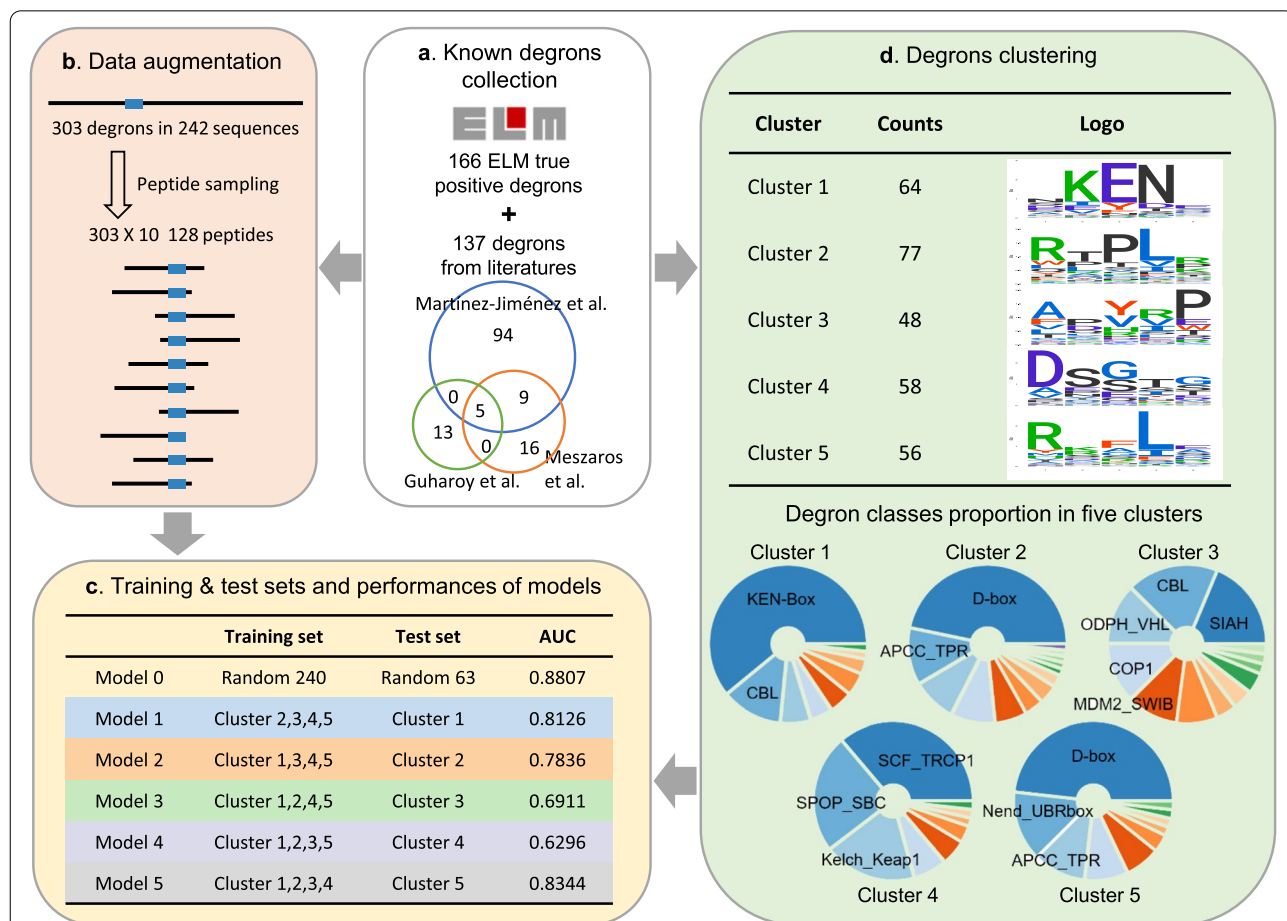 b. Data augmentation
303 degrons in 242 sequences
Peptide sampling
303 X 10 128 peptides
a. Known degrons
collection
ELM
166 ELM true
positive degrons
+
137 degrons
from literatures
Martinez-Jiménez et al.
94
0
5
9
13
0
16
Guharoy et al.
Meszaros
et al.
c. Training & test sets and performances of models
Training set Test set AUC
Model 0 Random 240 Random 63 0.8807
Model 1 Cluster 2,3,4,5 Cluster 1 0.8126
Model 2 Cluster 1,3,4,5 Cluster 2 0.7836
Model 3 Cluster 1,2,4,5 Cluster 3 0.6911
Model 4 Cluster 1,2,3,5 Cluster 4 0.6296
Model 5 Cluster 1,2,3,4 Cluster 5 0.8344
d. Degrons clustering
Cluster Counts Logo
Cluster 1 64 KEN
Cluster 2 77 R T P L
Cluster 3 48 A Y R P
Cluster 4 58 D S G T G
Cluster 5 56 R L
Degron classes proportion in five clusters
Cluster 1
KEN-Box
CBL
Cluster 2
D-box
APCC_TPR
Cluster 3
CBL
SIAH
ODPH_VHL
COP1
MDM2_SWIB
SCF_TRCP1
SPOP_SBC
Kelch_Keap1
Cluster 4
D-box
Nend_UBRbox
APCC_TPR
Cluster 5